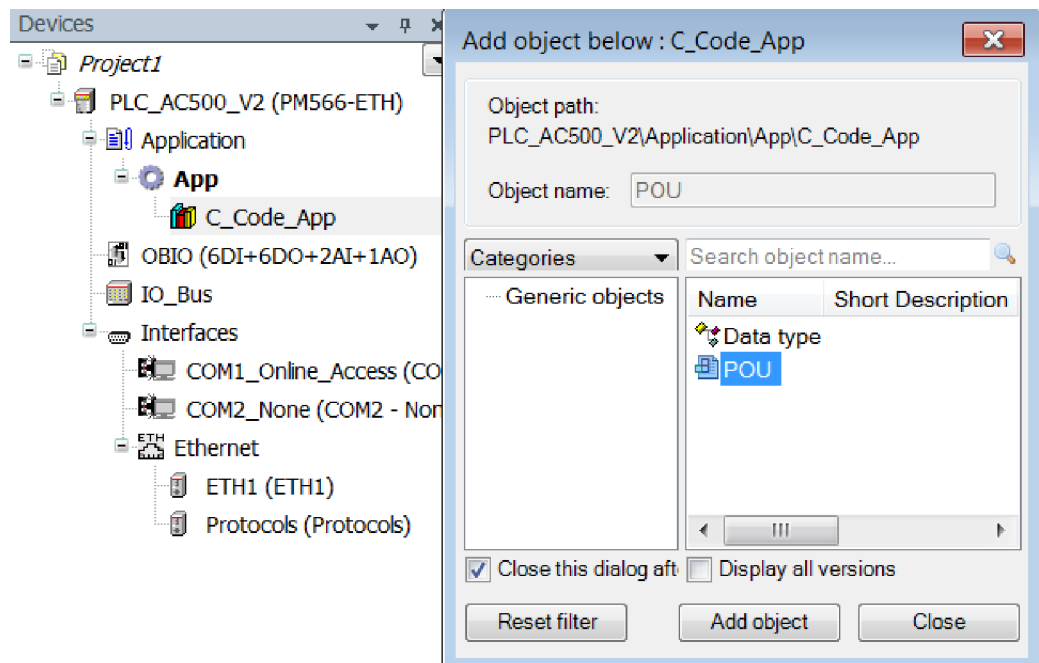 Devices
Project1
PLC_AC500_V2 (PM566-ETH)
Application
App
C_Code_App
OBIO (6DI+6DO+2AI+1AO)
IO_Bus
Interfaces
COM1_Online_Access (CO
COM2_None (COM2 - Non
ETH
Ethernet
ETH1 (ETH1)
Protocols (Protocols)
Add object below : C_Code_App
Object path:
PLC_AC500_V2\Application\App\C_Code_App
Object name: POU
Categories Search object name...
Generic objects
Name Short Description
Data type
POU
Close this dialog afte Display all versions
Reset filter Add object Close